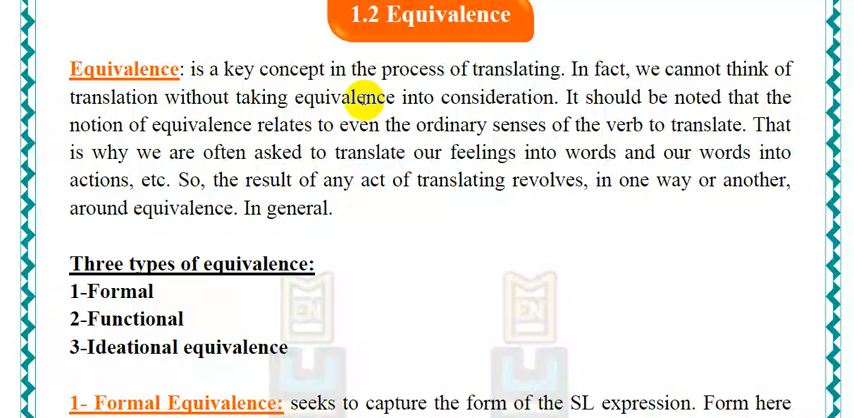 1.2 Equivalence
Equivalence: is a key concept in the process of translating. In fact, we cannot think of
translation without taking equivalence into consideration. It should be noted that the
notion of equivalence relates to even the ordinary senses of the verb to translate. That
is why we are often asked to translate our feelings into words and our words into
actions, etc. So, the result of any act of translating revolves, in one way or another,
around equivalence. In general.
Three types of equivalence:
1-Formal
2-Functional
3-Ideational equivalence
EN
EN
1- Formal Equivalence: seeks to capture the form of the SL expression. Form here